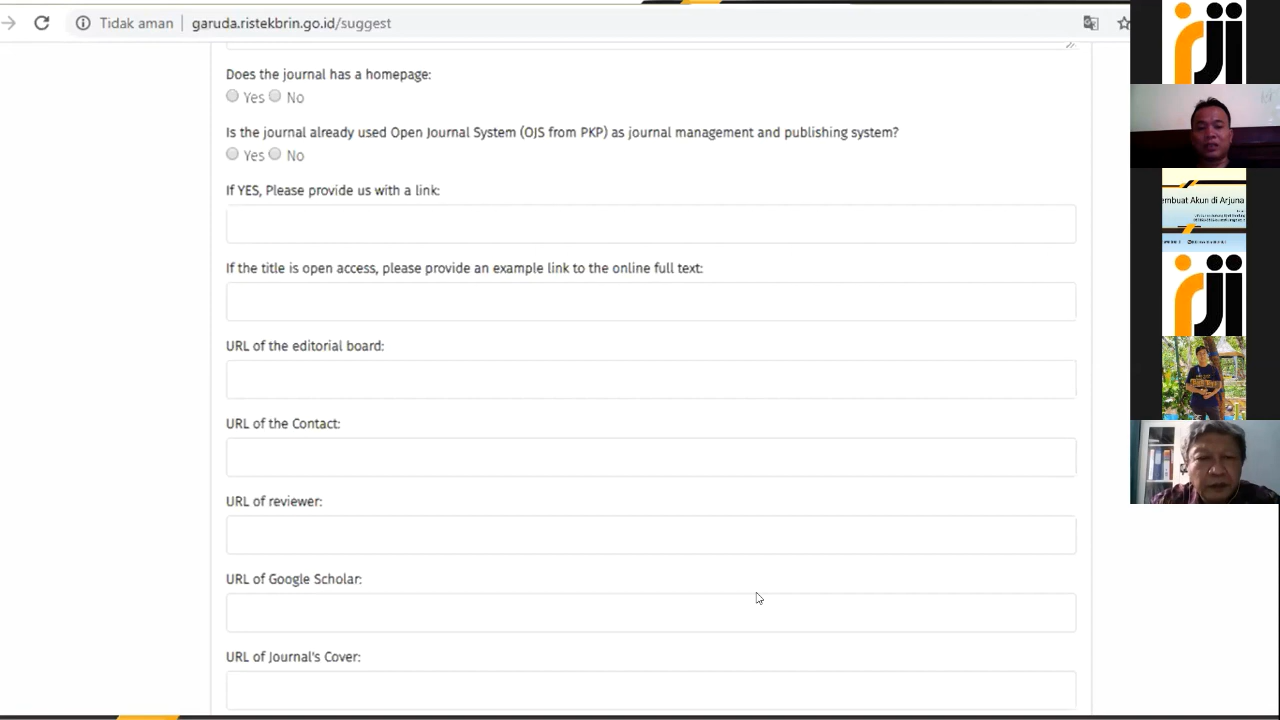 Tidak aman
garuda.ristekbrin.go.id/suggest
Does the journal has a homepage:
Yes No
Is the journal already used Open Journal System (OJS from PKP) as journal management and publishing system?
Yes No
If YES, Please provide us with a link:
If the title is open access, please provide an example link to the online full text:
URL of the editorial board:
URL of the Contact:
URL of reviewer:
URL of Google Scholar:
URL of Journal's Cover:
rji
embuat Akun di Arjuna
rji